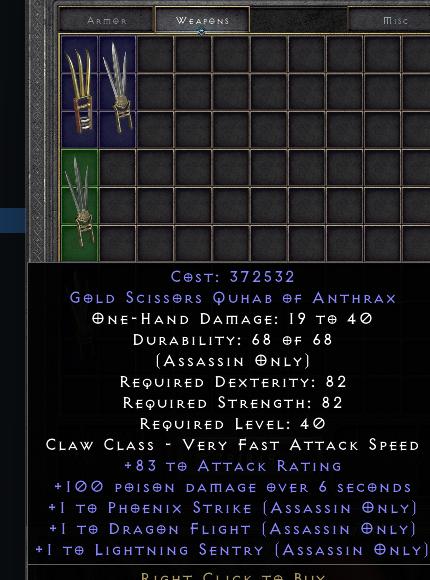 Armor
Weapons
Misc
Cost: 372532
Gold Scissors Quhab of Anthrax
One-Hand Damage: 19 to 40
Durability: 68 of 68
(Assassin Only)
Required Dexterity: 82
Required Strength: 82
Required Level: 40
Claw Class - Very Fast Attack Speed
+83 to Attack Rating
+100 poison damage over 6 seconds
+1 to Phoenix Strike (Assassin Only)
+1 to Dragon Flight (Assassin Only)
+1 to Lightning Sentry (Assassin Only)
Right Click to Buy